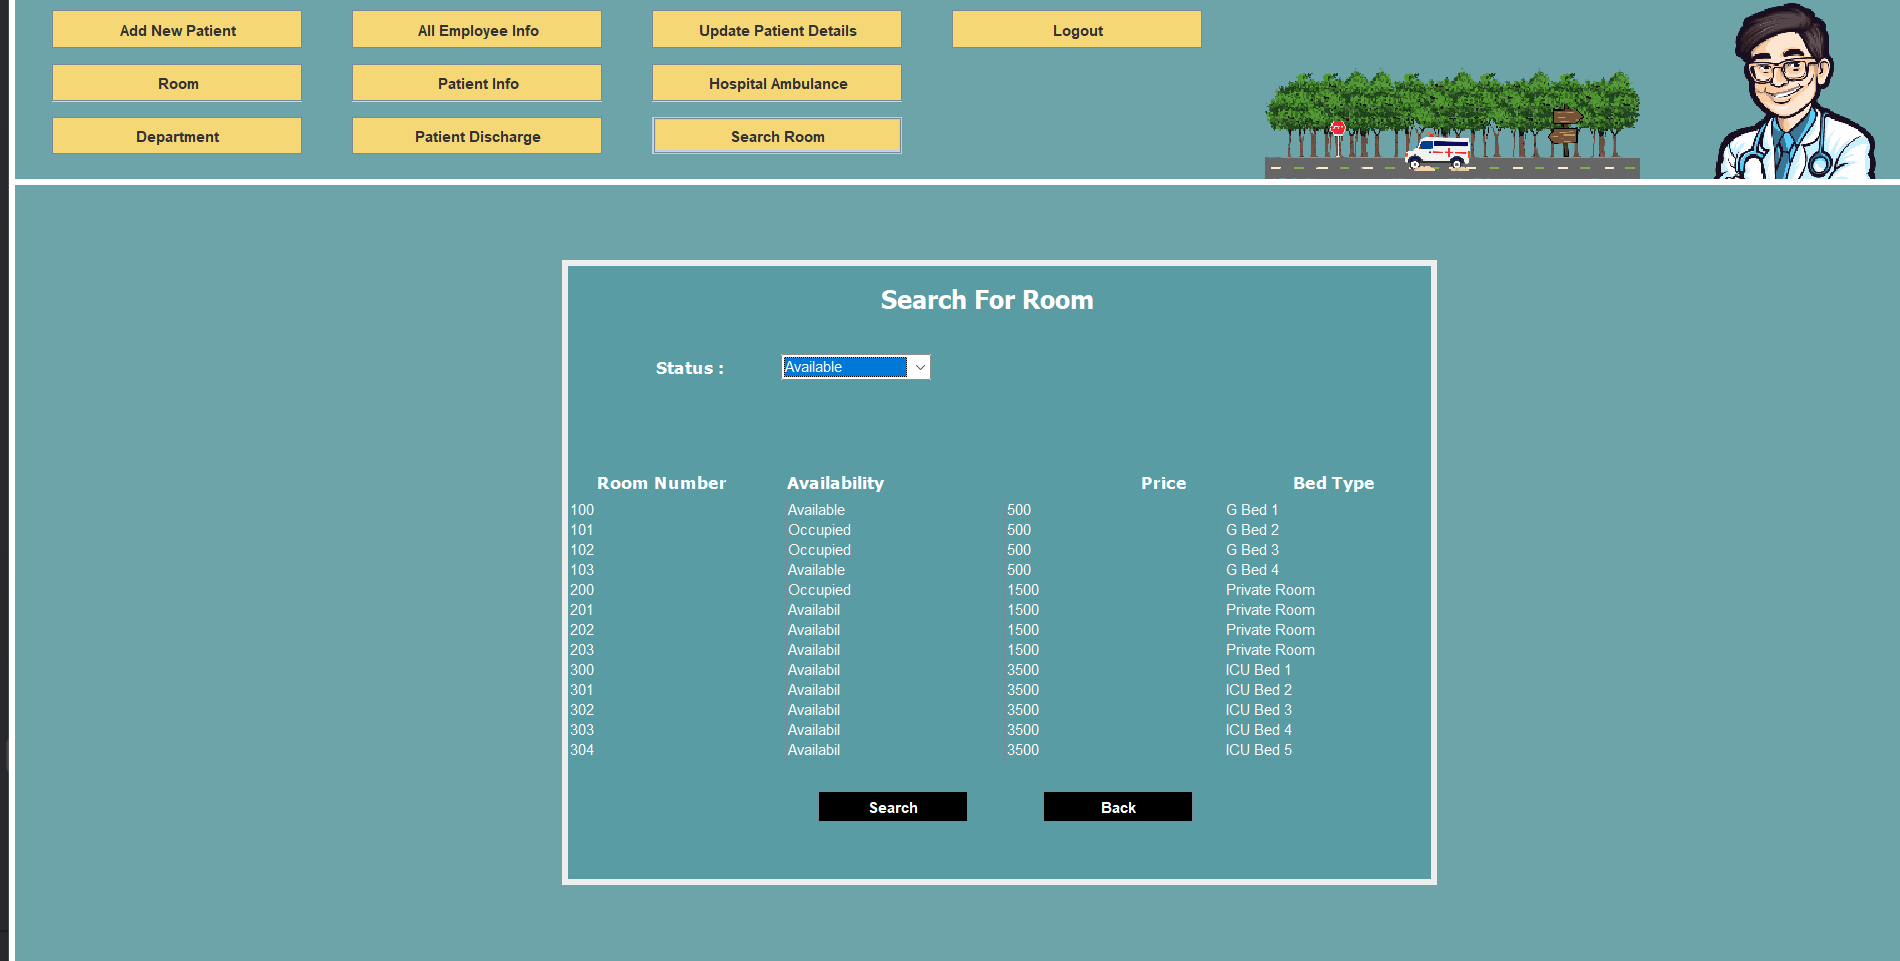 Add New Patient All Employee Info Update Patient Details Logout
Room Patient Info Hospital Ambulance
Department Patient Discharge Search Room
Search For Room
Status : Available
Room Number Availability Price Bed Type
100 Available 500 G Bed 1
101 Occupied 500 G Bed 2
102 Occupied 500 G Bed 3
103 Available 500 G Bed 4
200 Occupied 1500 Private Room
201 Availabil 1500 Private Room
202 Availabil 1500 Private Room
203 Availabil 1500 Private Room
300 Availabil 3500 ICU Bed 1
301 Availabil 3500 ICU Bed 2
302 Availabil 3500 ICU Bed 3
303 Availabil 3500 ICU Bed 4
304 Availabil 3500 ICU Bed 5
Search Back